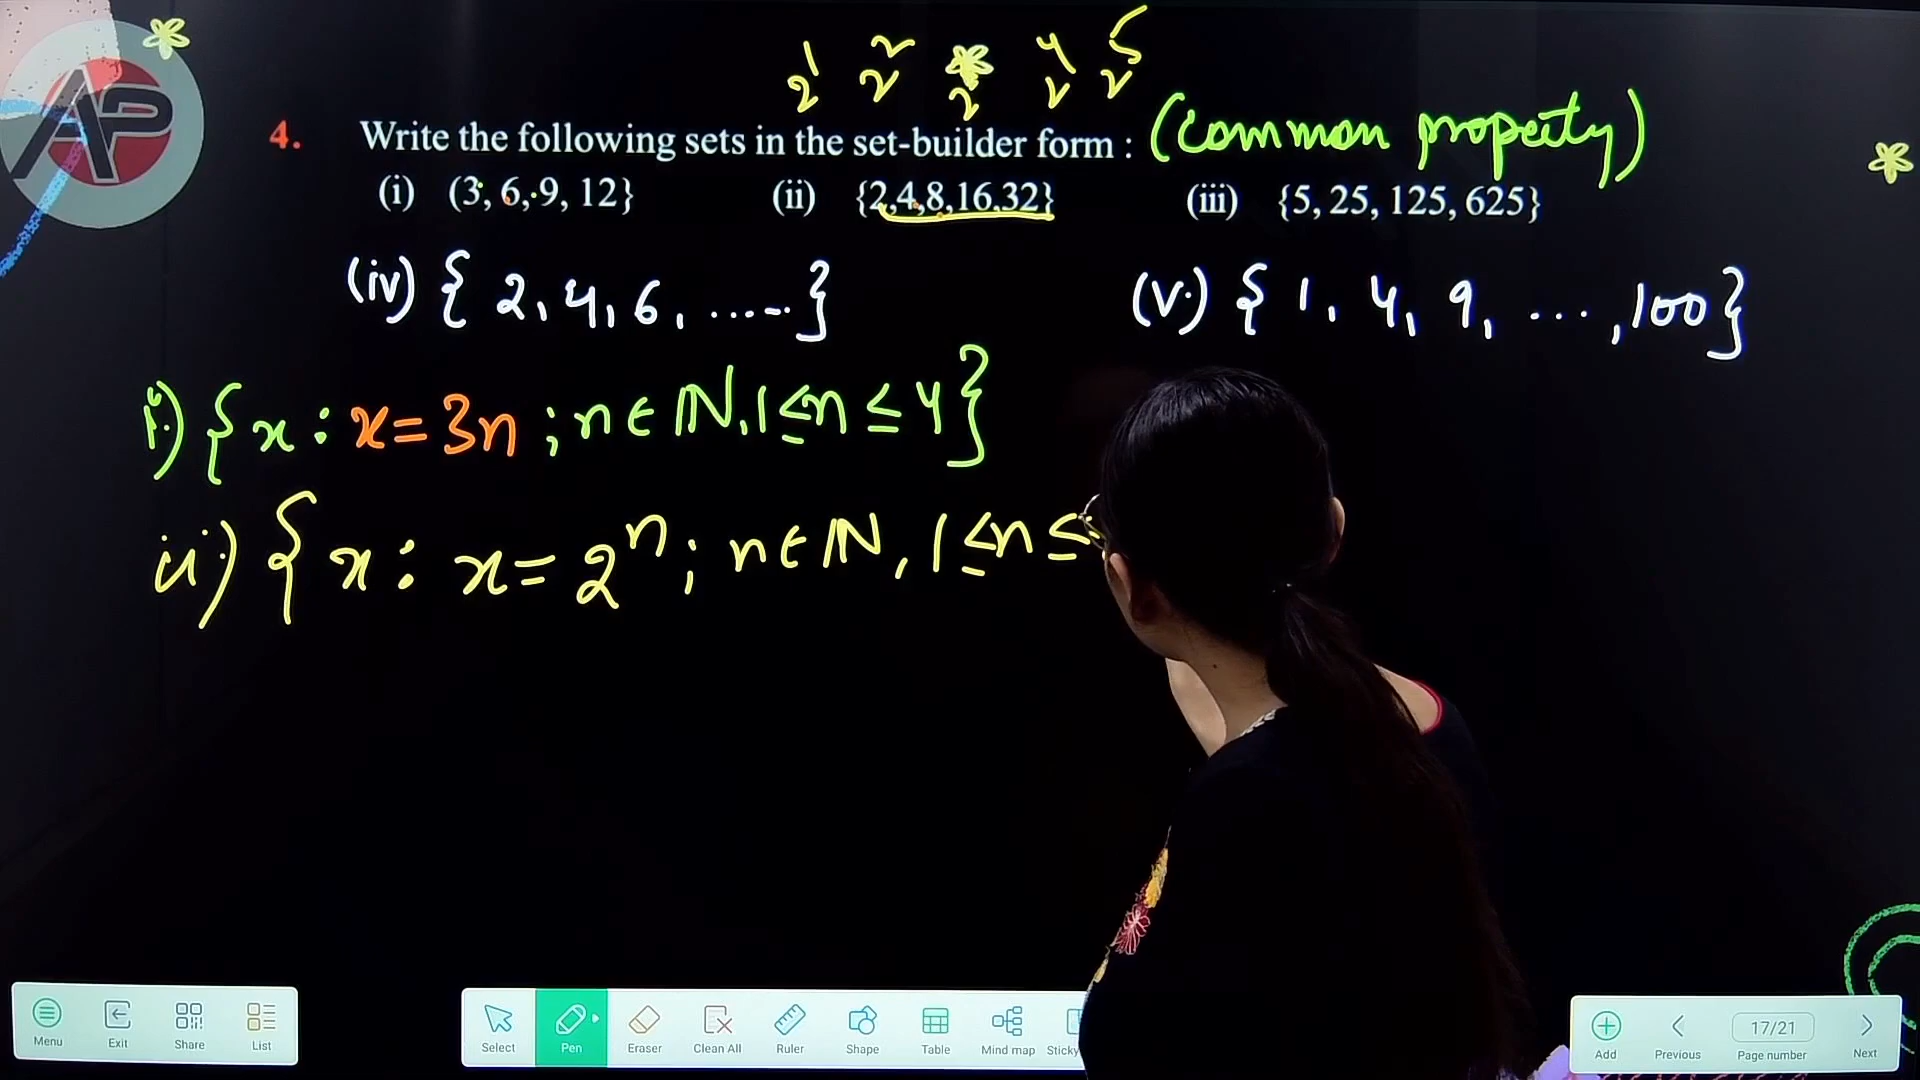 AP
2¹ 2² 2 2⁴ 2⁵
4. Write the following sets in the set-builder form : (common property)
(i) (3, 6, 9, 12} (ii) {2,4,8,16,32} (iii) {5, 25, 125, 625}
(iv) { 2, 4, 6, ...... } (v.) { 1, 4, 9, ..., 100 }
i.) { x : x = 3n ; n ∈ N, 1 ≤ n ≤ 4 }
ii) { x : x = 2ⁿ ; n ∈ N, 1 ≤ n ≤
Menu Exit Share List Select Pen Eraser Clean All Ruler Shape Table Mind map Sticky Add Previous 17/21 Page number Next